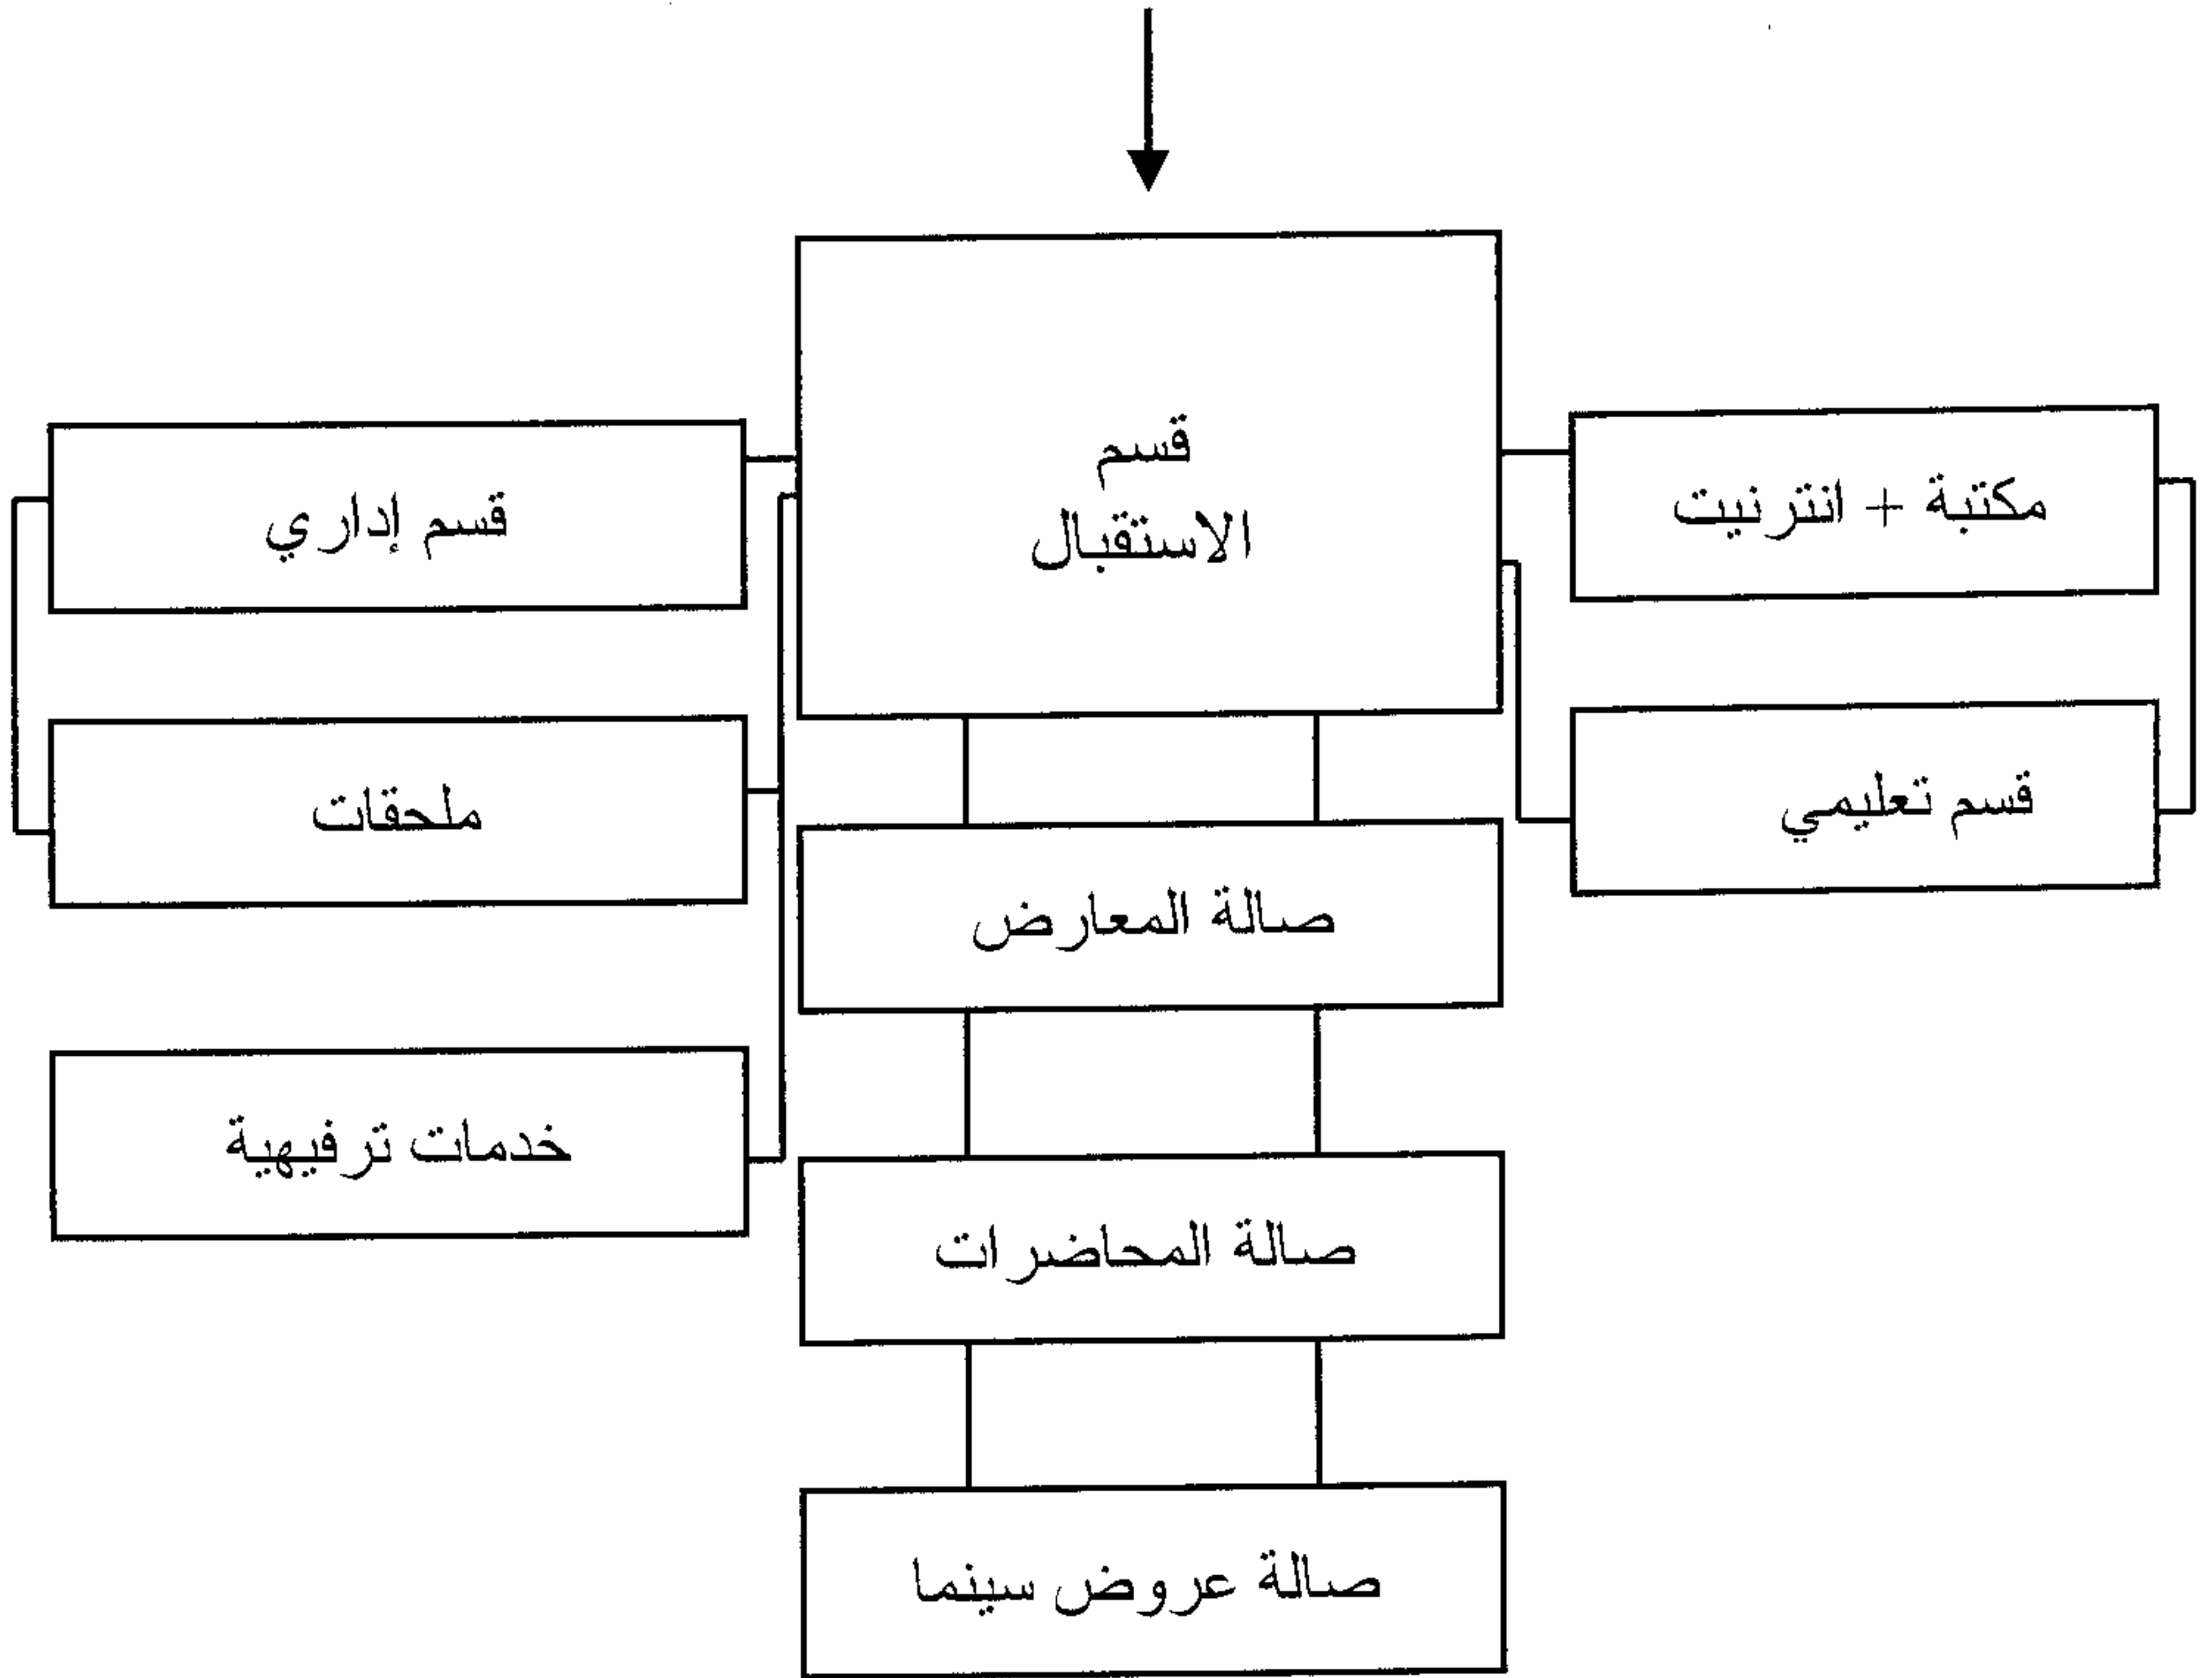 قسم
الاستقبال
مكتبة + انترنيت
قسم إداري
قسم تعليمي
ملحقات
صالة المعارض
خدمات ترفيهية
صالة المحاضرات
صالة عروض سينما